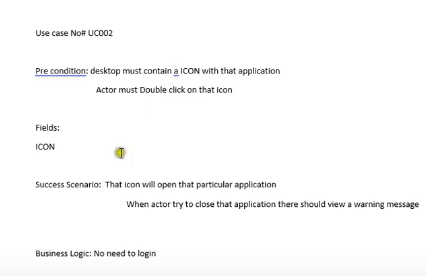 Use case No# UC002
Pre condition: desktop must contain a ICON with that application
Actor must Double click on that icon
Fields:
ICON
Success Scenario: That icon will open that particular application
When actor try to close that application there should view a warning message
Business Logic: No need to login